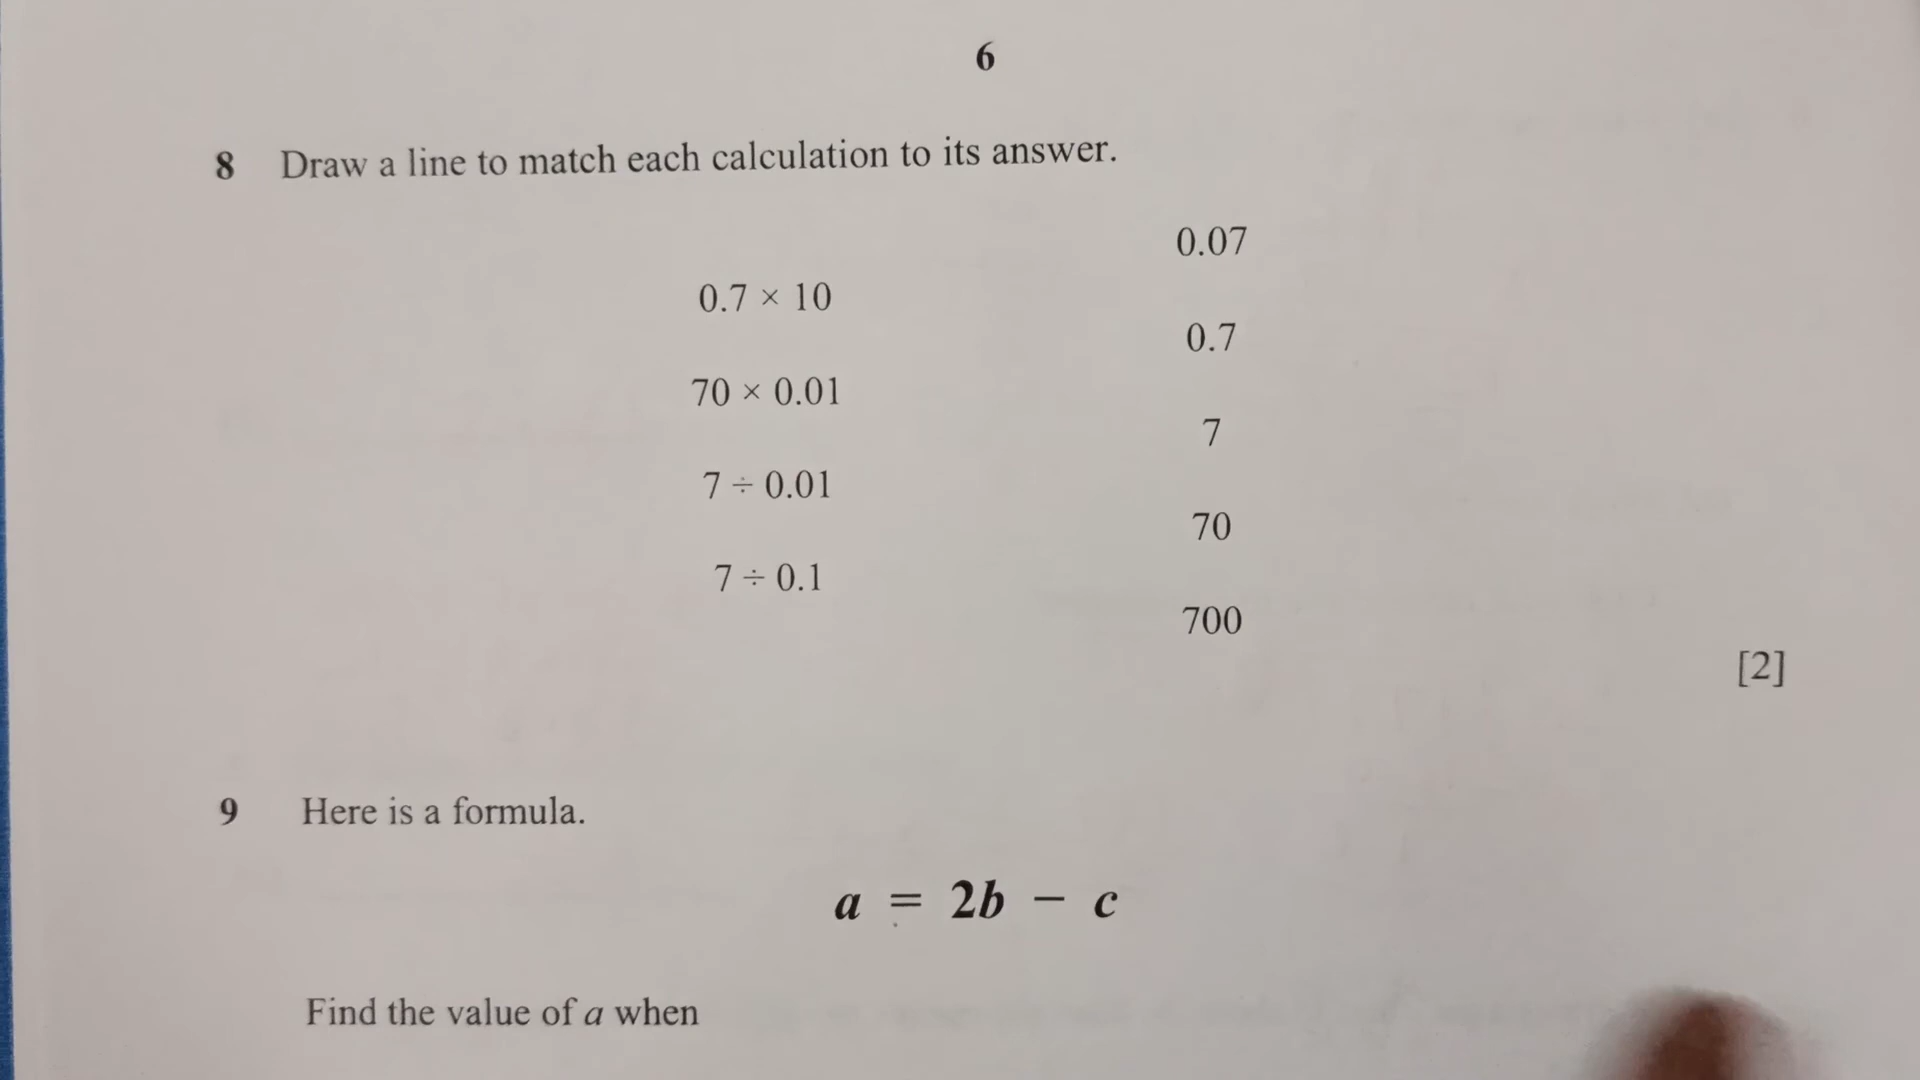 6
8 Draw a line to match each calculation to its answer.
0.07
0.7 × 10
0.7
70 × 0.01
7
7 ÷ 0.01
70
7 ÷ 0.1
700
[2]
9 Here is a formula.
a = 2b − c
Find the value of a when